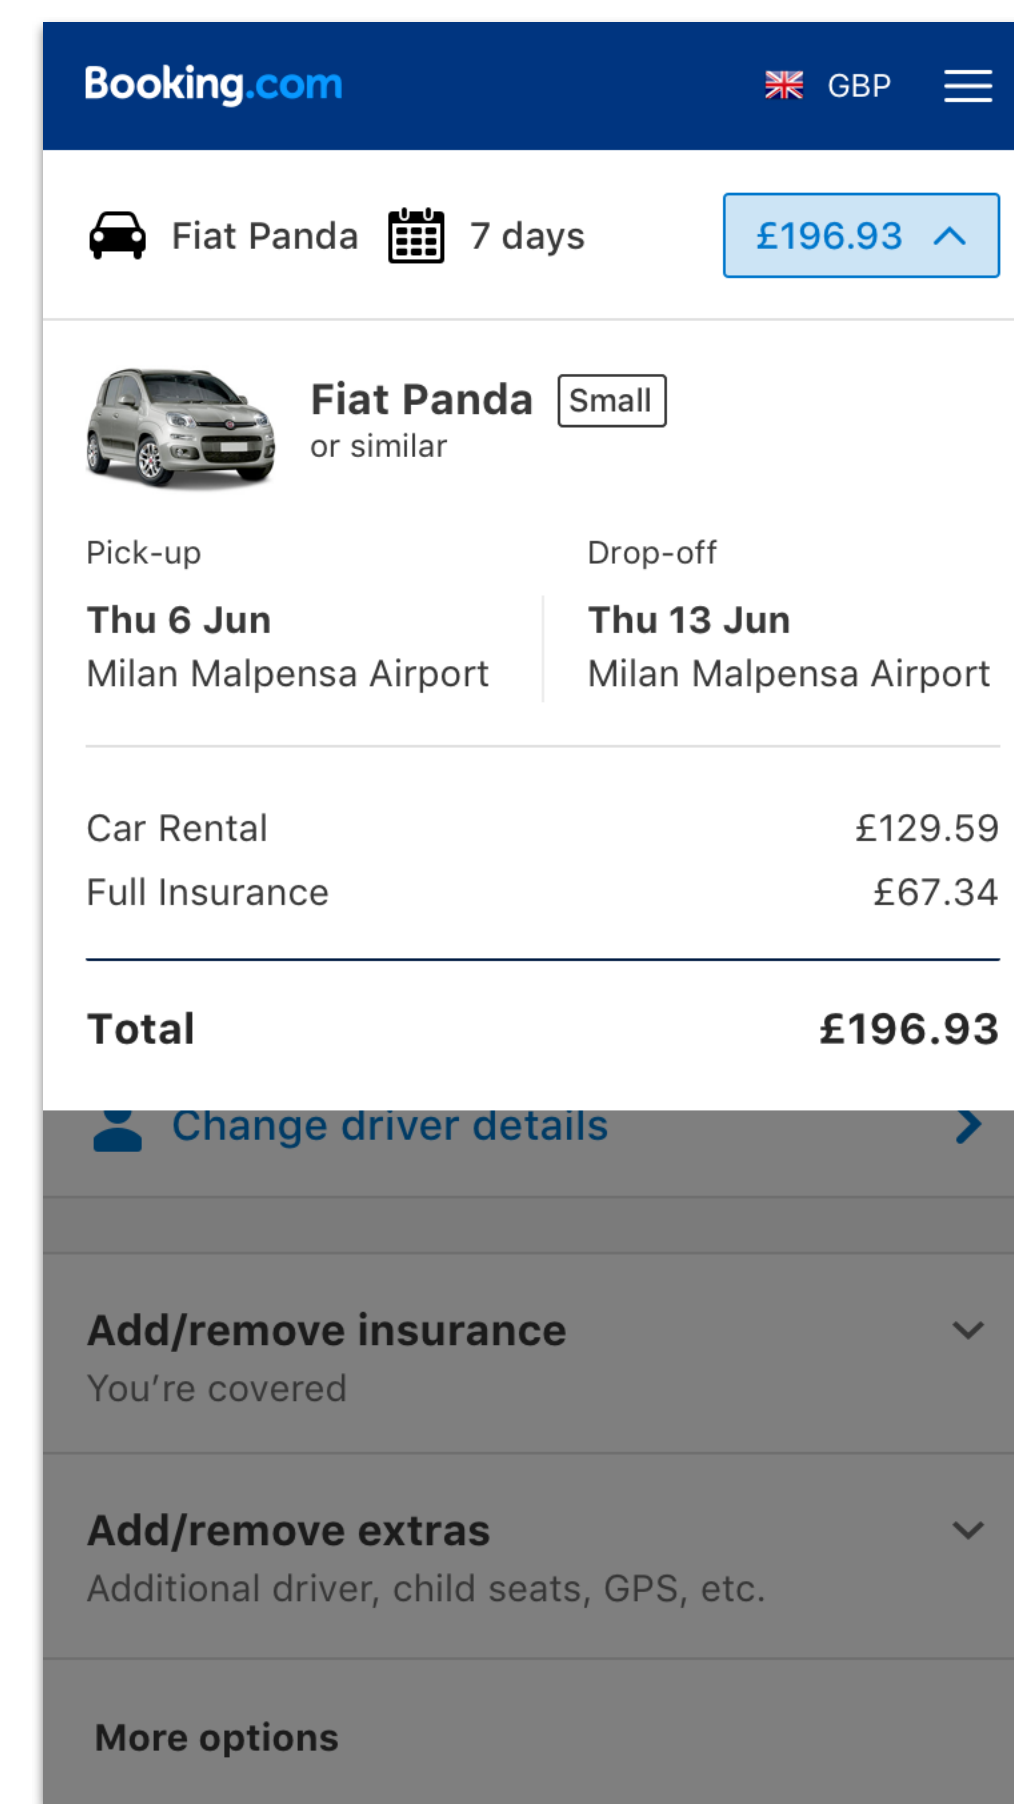 Booking.com GBP
Fiat Panda 7 days £196.93
Fiat Panda Small
or similar
Pick-up Drop-off
Thu 6 Jun Thu 13 Jun
Milan Malpensa Airport Milan Malpensa Airport
Car Rental £129.59
Full Insurance £67.34
Total £196.93
Change driver details
Add/remove insurance
You’re covered
Add/remove extras
Additional driver, child seats, GPS, etc.
More options